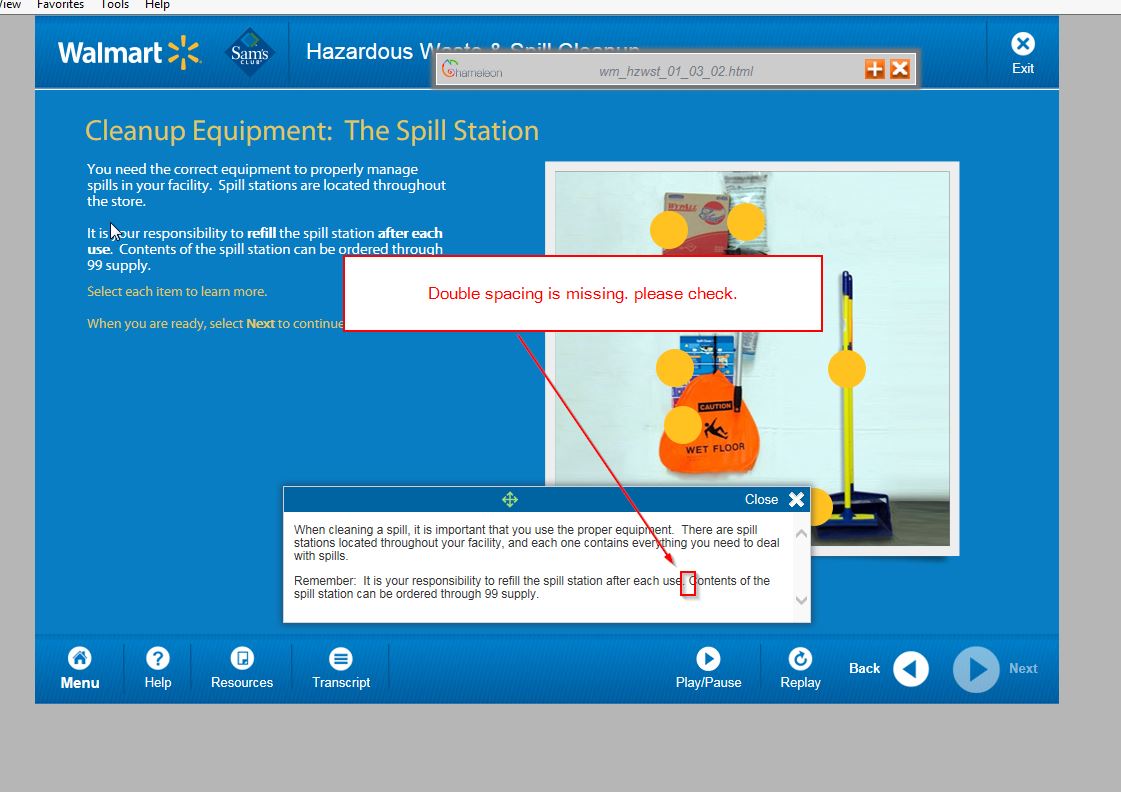 View Favorites Tools Help
Walmart
Sam's
CLUB
Hazardous Waste & Spill Cleanup
Chameleon
wm_hzwst_01_03_02.html
Exit
Cleanup Equipment:  The Spill Station
You need the correct equipment to properly manage
spills in your facility.  Spill stations are located throughout
the store.
It is your responsibility to refill the spill station after each
use.  Contents of the spill station can be ordered through
99 supply.
Select each item to learn more.
When you are ready, select Next to continue
WYPALL
Double spacing is missing. please check.
CAUTION
WET FLOOR
Close
When cleaning a spill, it is important that you use the proper equipment.  There are spill
stations located throughout your facility, and each one contains everything you need to deal
with spills.
Remember:  It is your responsibility to refill the spill station after each use. Contents of the
spill station can be ordered through 99 supply.
Menu
Help
Resources
Transcript
Play/Pause
Replay
Back
Next